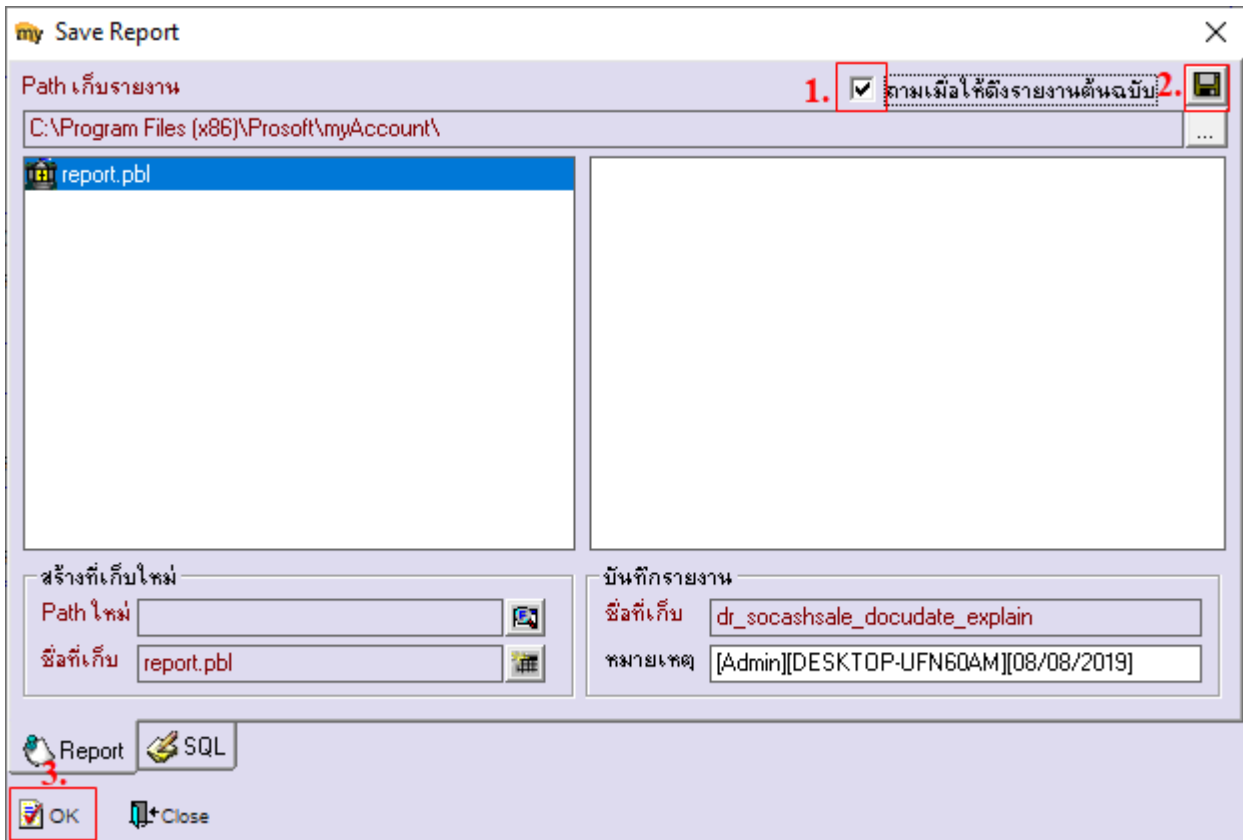 my Save Report
Path เก็บรายงาน
1. ถามเมื่อให้ดึงรายงานต้นฉบับ 2.
C:\Program Files (x86)\Prosoft\myAccount\ ...
report.pbl
สร้างที่เก็บใหม่
Path ใหม่
ชื่อที่เก็บ report.pbl
บันทึกรายงาน
ชื่อที่เก็บ dr_socashsale_docudate_explain
หมายเหตุ [Admin][DESKTOP-UFN60AM][08/08/2019]
Report SQL
3.
OK Close